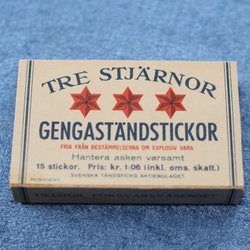 TRE STJÄRNOR
GENGASTÄNDSTICKOR
FRIA FRÅN BESTÄMMELSERNA OM EXPLOSIV VARA
Hantera asken varsamt
15 stickor. Pris: kr. 1:06 (inkl. oms. skatt.)
SVENSKA TÄNDSTICKS AKTIEBOLAGET